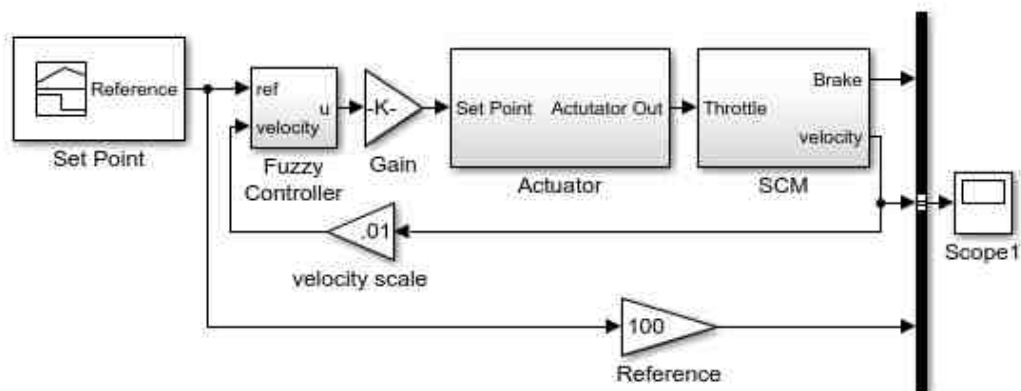 Reference
Set Point
ref
velocity
u
Fuzzy
Controller
-K-
Gain
Set Point
Actutator Out
Actuator
Throttle
Brake
velocity
SCM
.01
velocity scale
Scope1
100
Reference